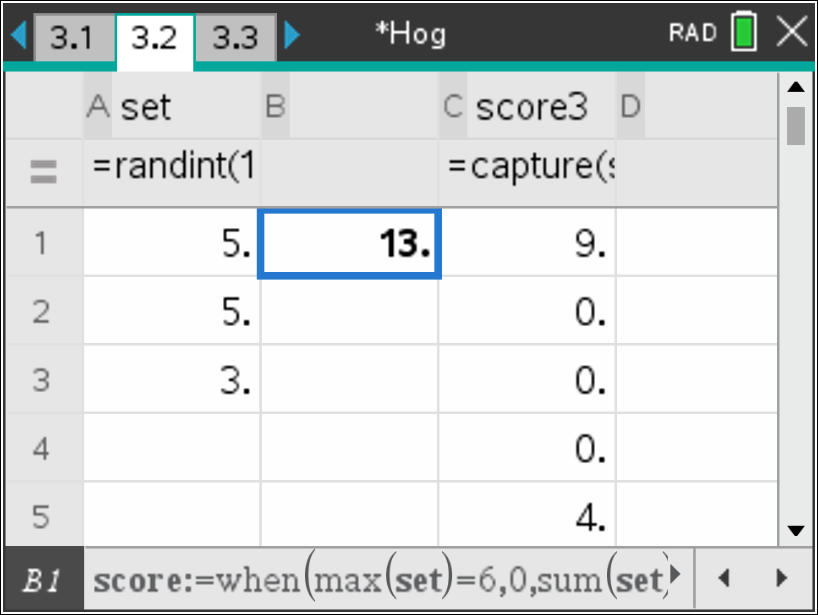 3.1 3.2 3.3 *Hog RAD
A set B C score3 D
=randint(1 =capture(s
1 5. 13. 9.
2 5. 0.
3 3. 0.
4 0.
5 4.
B1 score:=when(max(set)=6,0,sum(set)